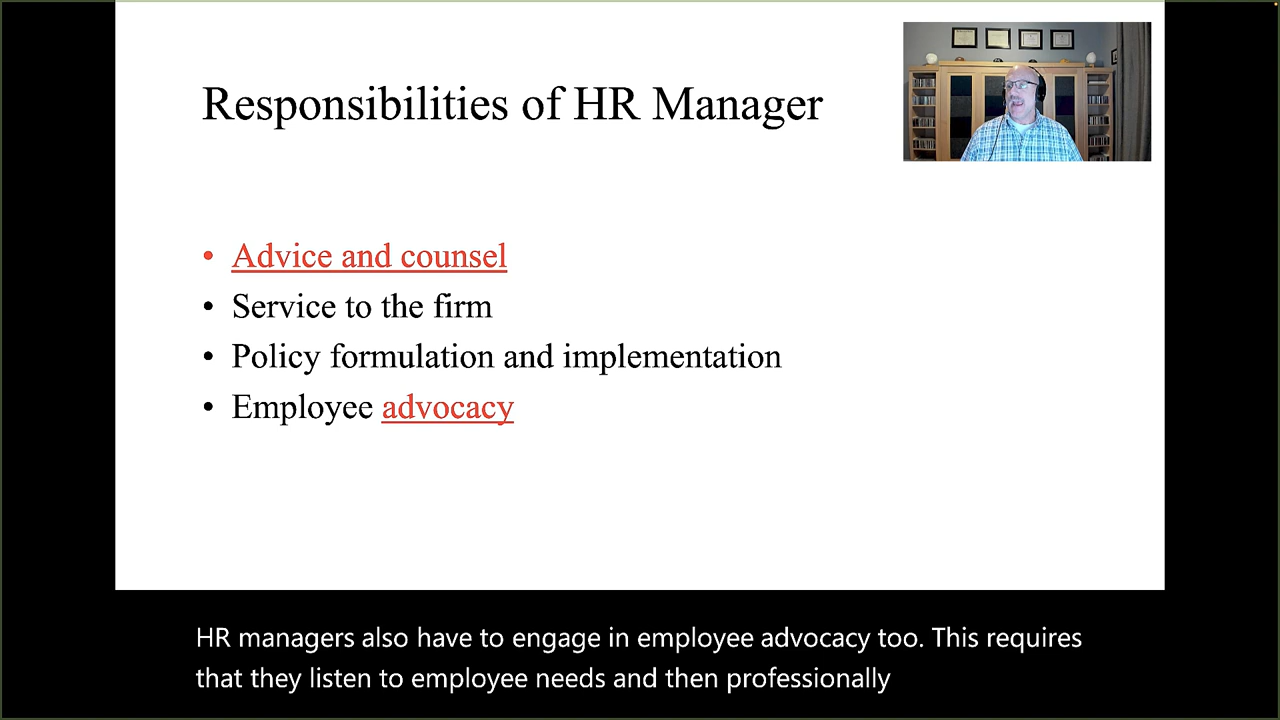 Responsibilities of HR Manager
• Advice and counsel
• Service to the firm
• Policy formulation and implementation
• Employee advocacy
HR managers also have to engage in employee advocacy too. This requires
that they listen to employee needs and then professionally